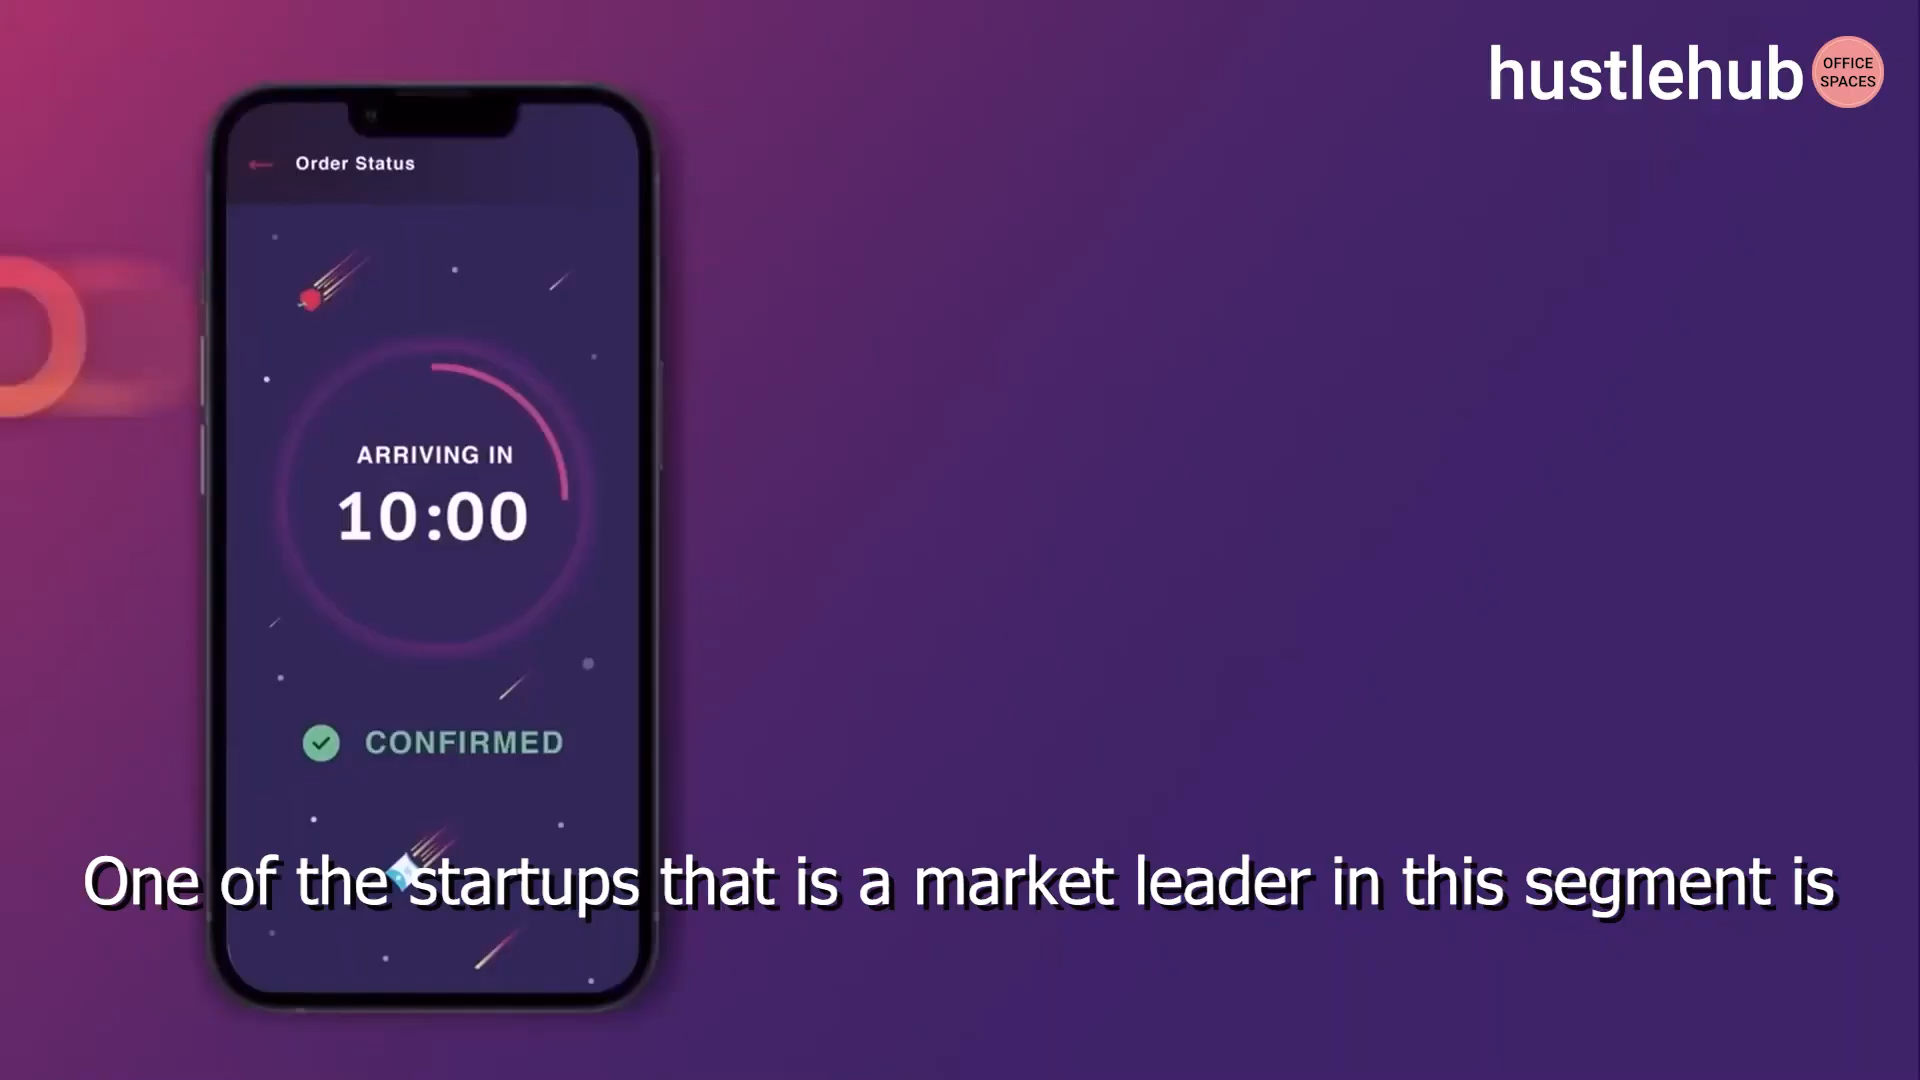 hustlehub
OFFICE
SPACES
Order Status
ARRIVING IN
10:00
CONFIRMED
One of the startups that is a market leader in this segment is